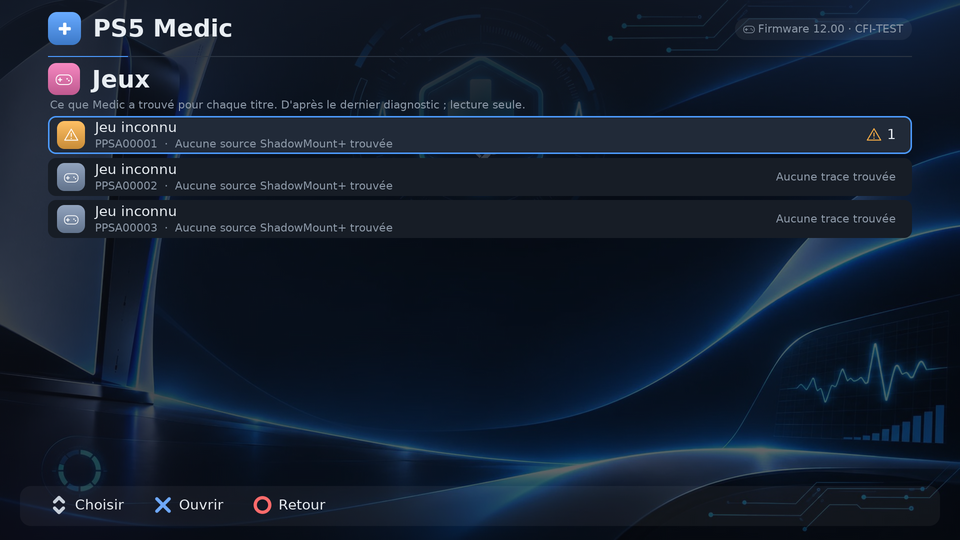 PS5 Medic
Firmware 12.00 · CFI-TEST
Jeux
Ce que Medic a trouvé pour chaque titre. D'après le dernier diagnostic ; lecture seule.
Jeu inconnu
PPSA00001 · Aucune source ShadowMount+ trouvée
1
Jeu inconnu
PPSA00002 · Aucune source ShadowMount+ trouvée
Aucune trace trouvée
Jeu inconnu
PPSA00003 · Aucune source ShadowMount+ trouvée
Aucune trace trouvée
Choisir
Ouvrir
Retour